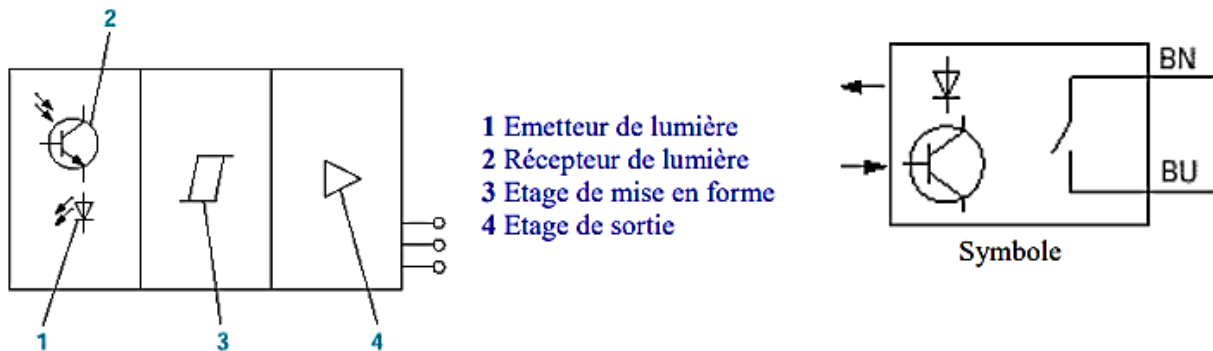 2
1 Emetteur de lumière
2 Récepteur de lumière
3 Etage de mise en forme
4 Etage de sortie
1
3
4
BN
BU
Symbole